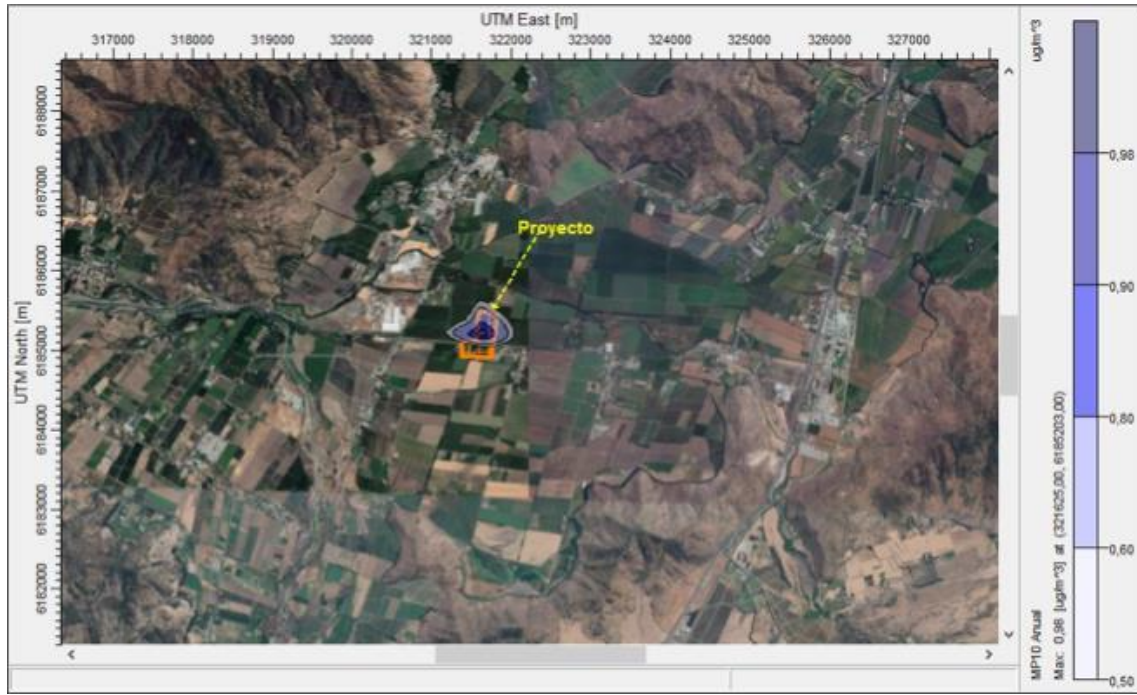 UTM East [m]
317000 318000 319000 320000 321000 322000 323000 324000 325000 326000 327000
UTM North [m]
6188000
6187000
6186000
6185000
6184000
6183000
6182000
Proyecto
ug/m^3
0,98
0,90
0,80
0,60
0,50
MP10 Anual
Max: 0,98 [ug/m^3] at (321625,00, 6185203,00)